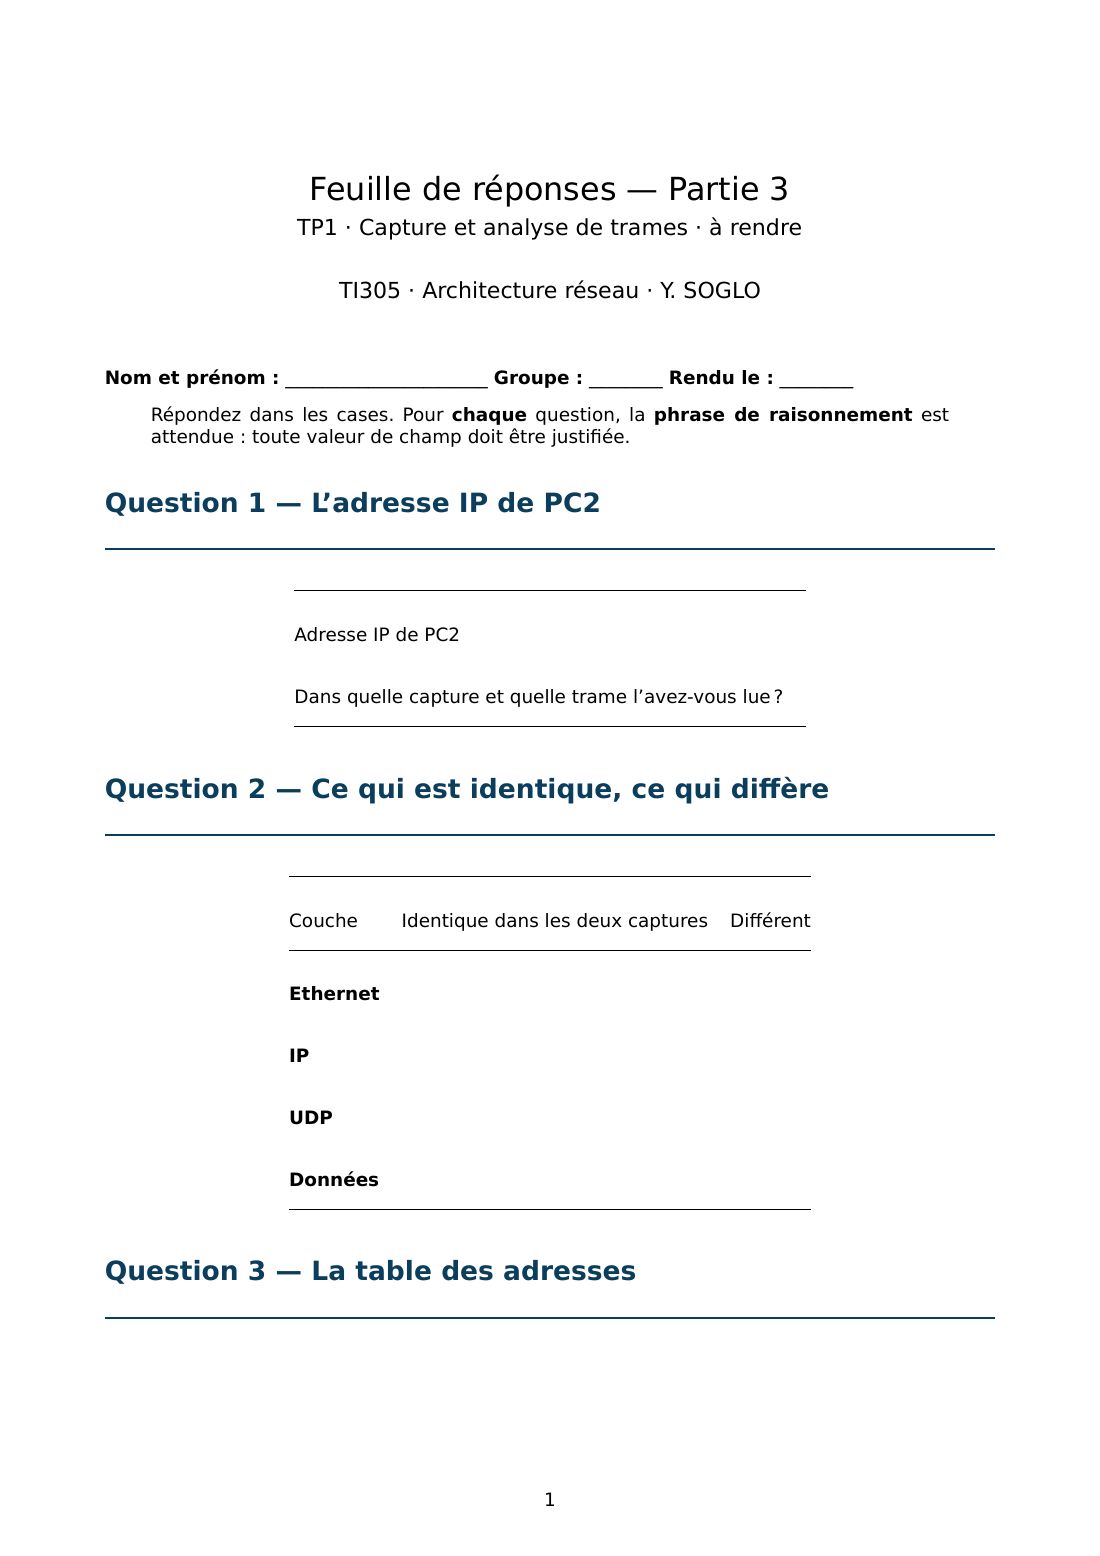 Feuille de réponses — Partie 3
TP1 · Capture et analyse de trames · à rendre
TI305 · Architecture réseau · Y. SOGLO
Nom et prénom : ______________________ Groupe : ________ Rendu le : ________
Répondez dans les cases. Pour chaque question, la phrase de raisonnement est
attendue : toute valeur de champ doit être justifiée.
Question 1 — L’adresse IP de PC2
Adresse IP de PC2
Dans quelle capture et quelle trame l’avez-vous lue ?
Question 2 — Ce qui est identique, ce qui diffère
Couche Identique dans les deux captures Différent
Ethernet
IP
UDP
Données
Question 3 — La table des adresses
1